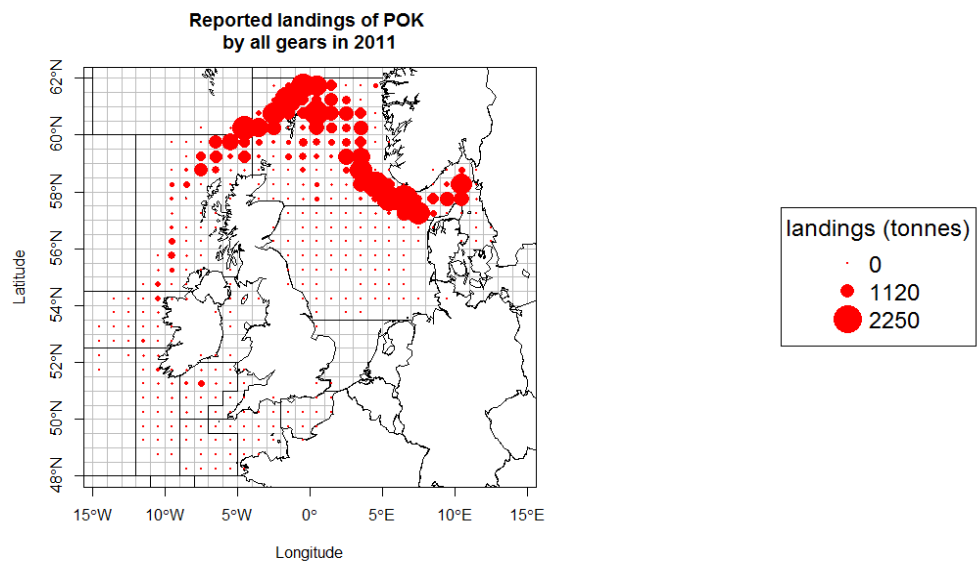 Reported landings of POK
by all gears in 2011
62°N
60°N
58°N
56°N
54°N
52°N
50°N
48°N
Latitude
15°W
10°W
5°W
0°
5°E
10°E
15°E
Longitude
landings (tonnes)
0
1120
2250